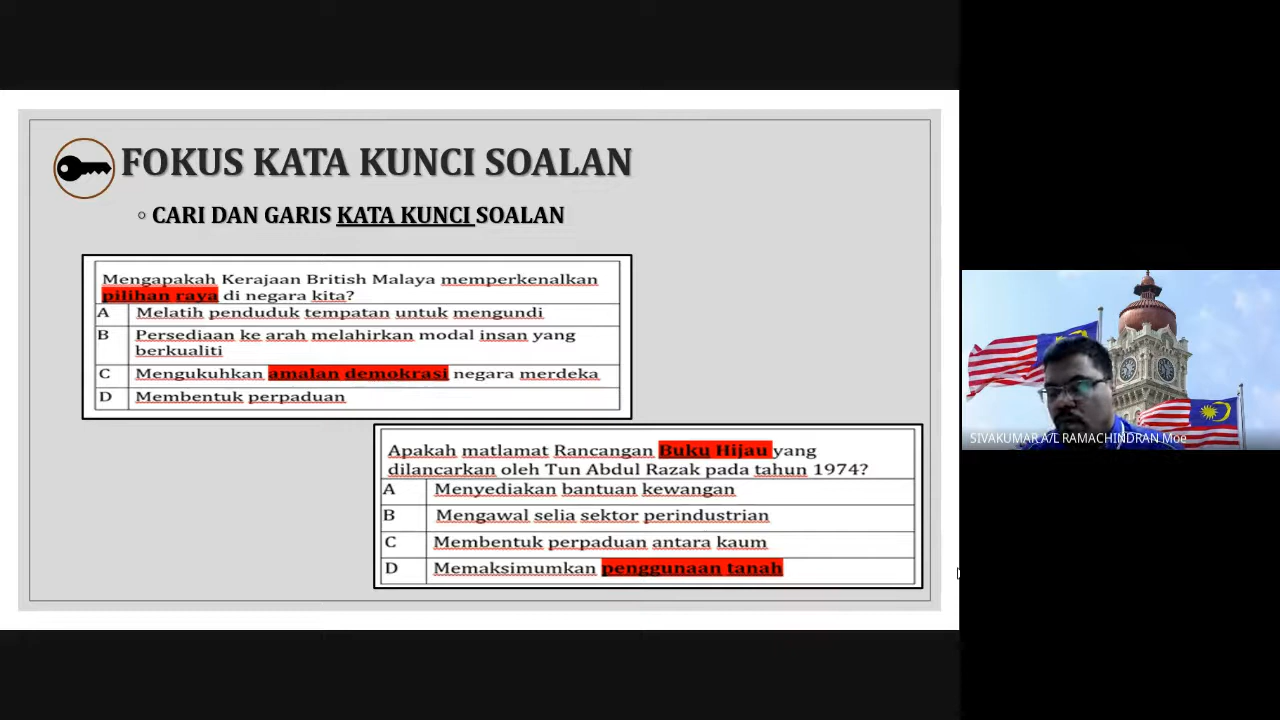 FOKUS KATA KUNCI SOALAN
CARI DAN GARIS KATA KUNCI SOALAN
Mengapakah Kerajaan British Malaya memperkenalkan
pilihan raya di negara kita?
A Melatih penduduk tempatan untuk mengundi
B Persediaan ke arah melahirkan modal insan yang
berkualiti
C Mengukuhkan amalan demokrasi negara merdeka
D Membentuk perpaduan
Apakah matlamat Rancangan Buku Hijau yang
dilancarkan oleh Tun Abdul Razak pada tahun 1974?
A Menyediakan bantuan kewangan
B Mengawal selia sektor perindustrian
C Membentuk perpaduan antara kaum
D Memaksimumkan penggunaan tanah
SIVAKUMAR A/L RAMACHINDRAN Moe